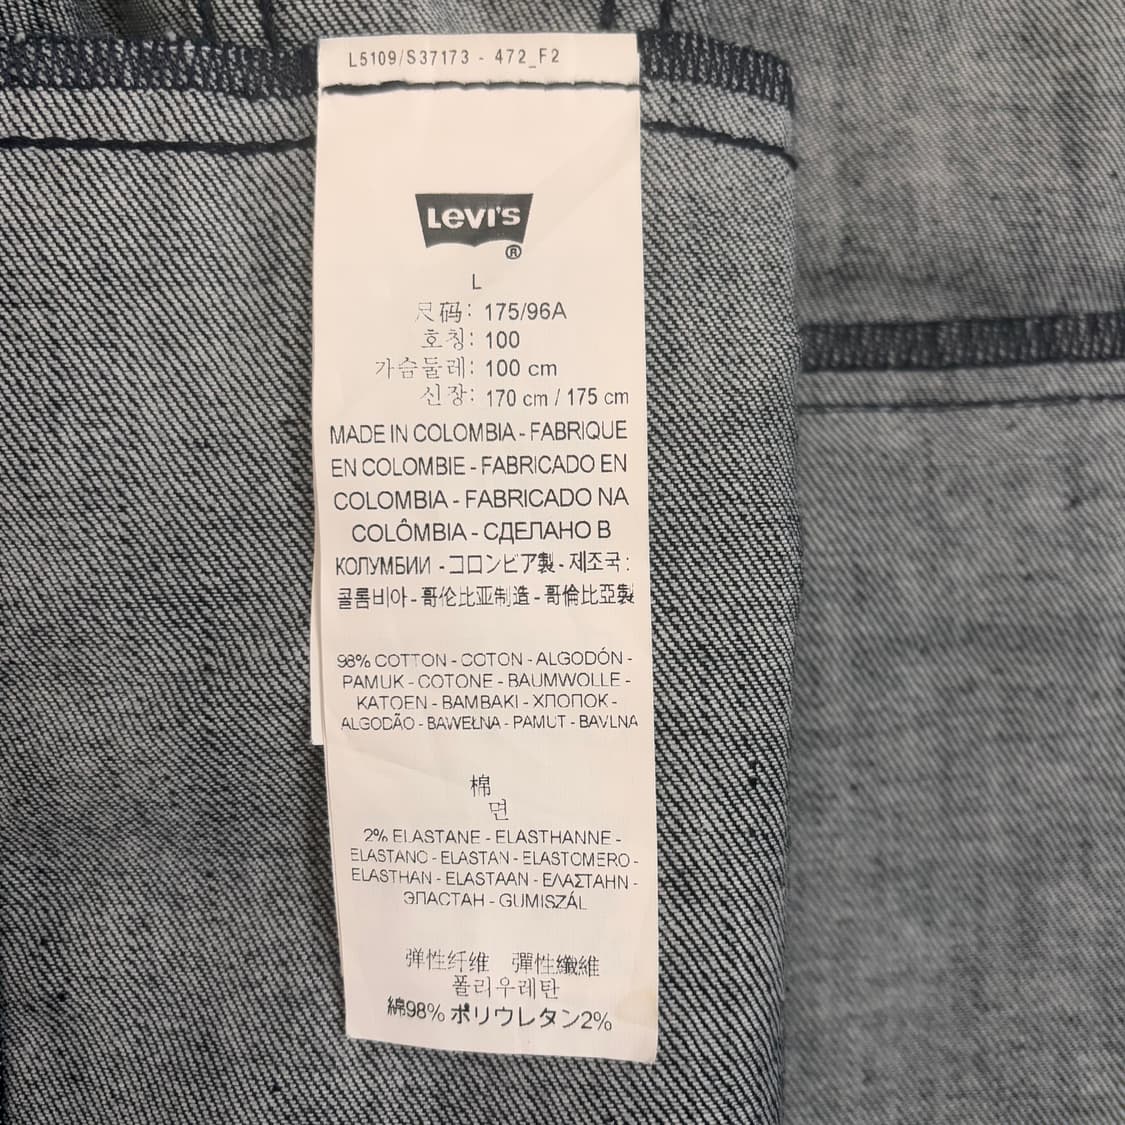 L5109/S37173 - 472_F2
Levi's
®
L
尺码: 175/96A
호칭: 100
가슴둘레: 100 cm
신장: 170 cm / 175 cm
MADE IN COLOMBIA - FABRIQUE
EN COLOMBIE - FABRICADO EN
COLOMBIA - FABRICADO NA
COLÔMBIA - СДЕЛАНО В
КОЛУМБИИ - コロンビア製 - 제조국 :
콜롬비아 - 哥伦比亚制造 - 哥倫比亞製
98% COTTON - COTON - ALGODÓN -
PAMUK - COTONE - BAUMWOLLE -
KATOEN - BAMBAKI - ХЛОПОК -
ALGODÃO - BAWEŁNA - PAMUT - BAVLNA
棉
면
2% ELASTANE - ELASTHANNE -
ELASTANO - ELASTAN - ELASTOMERO -
ELASTHAN - ELASTAAN - ΕΛΑΣΤΑΗΝ -
ЭЛАСТАН - GUMISZÁL
弹性纤维 彈性纖維
폴리우레탄
綿98% ポリウレタン2%